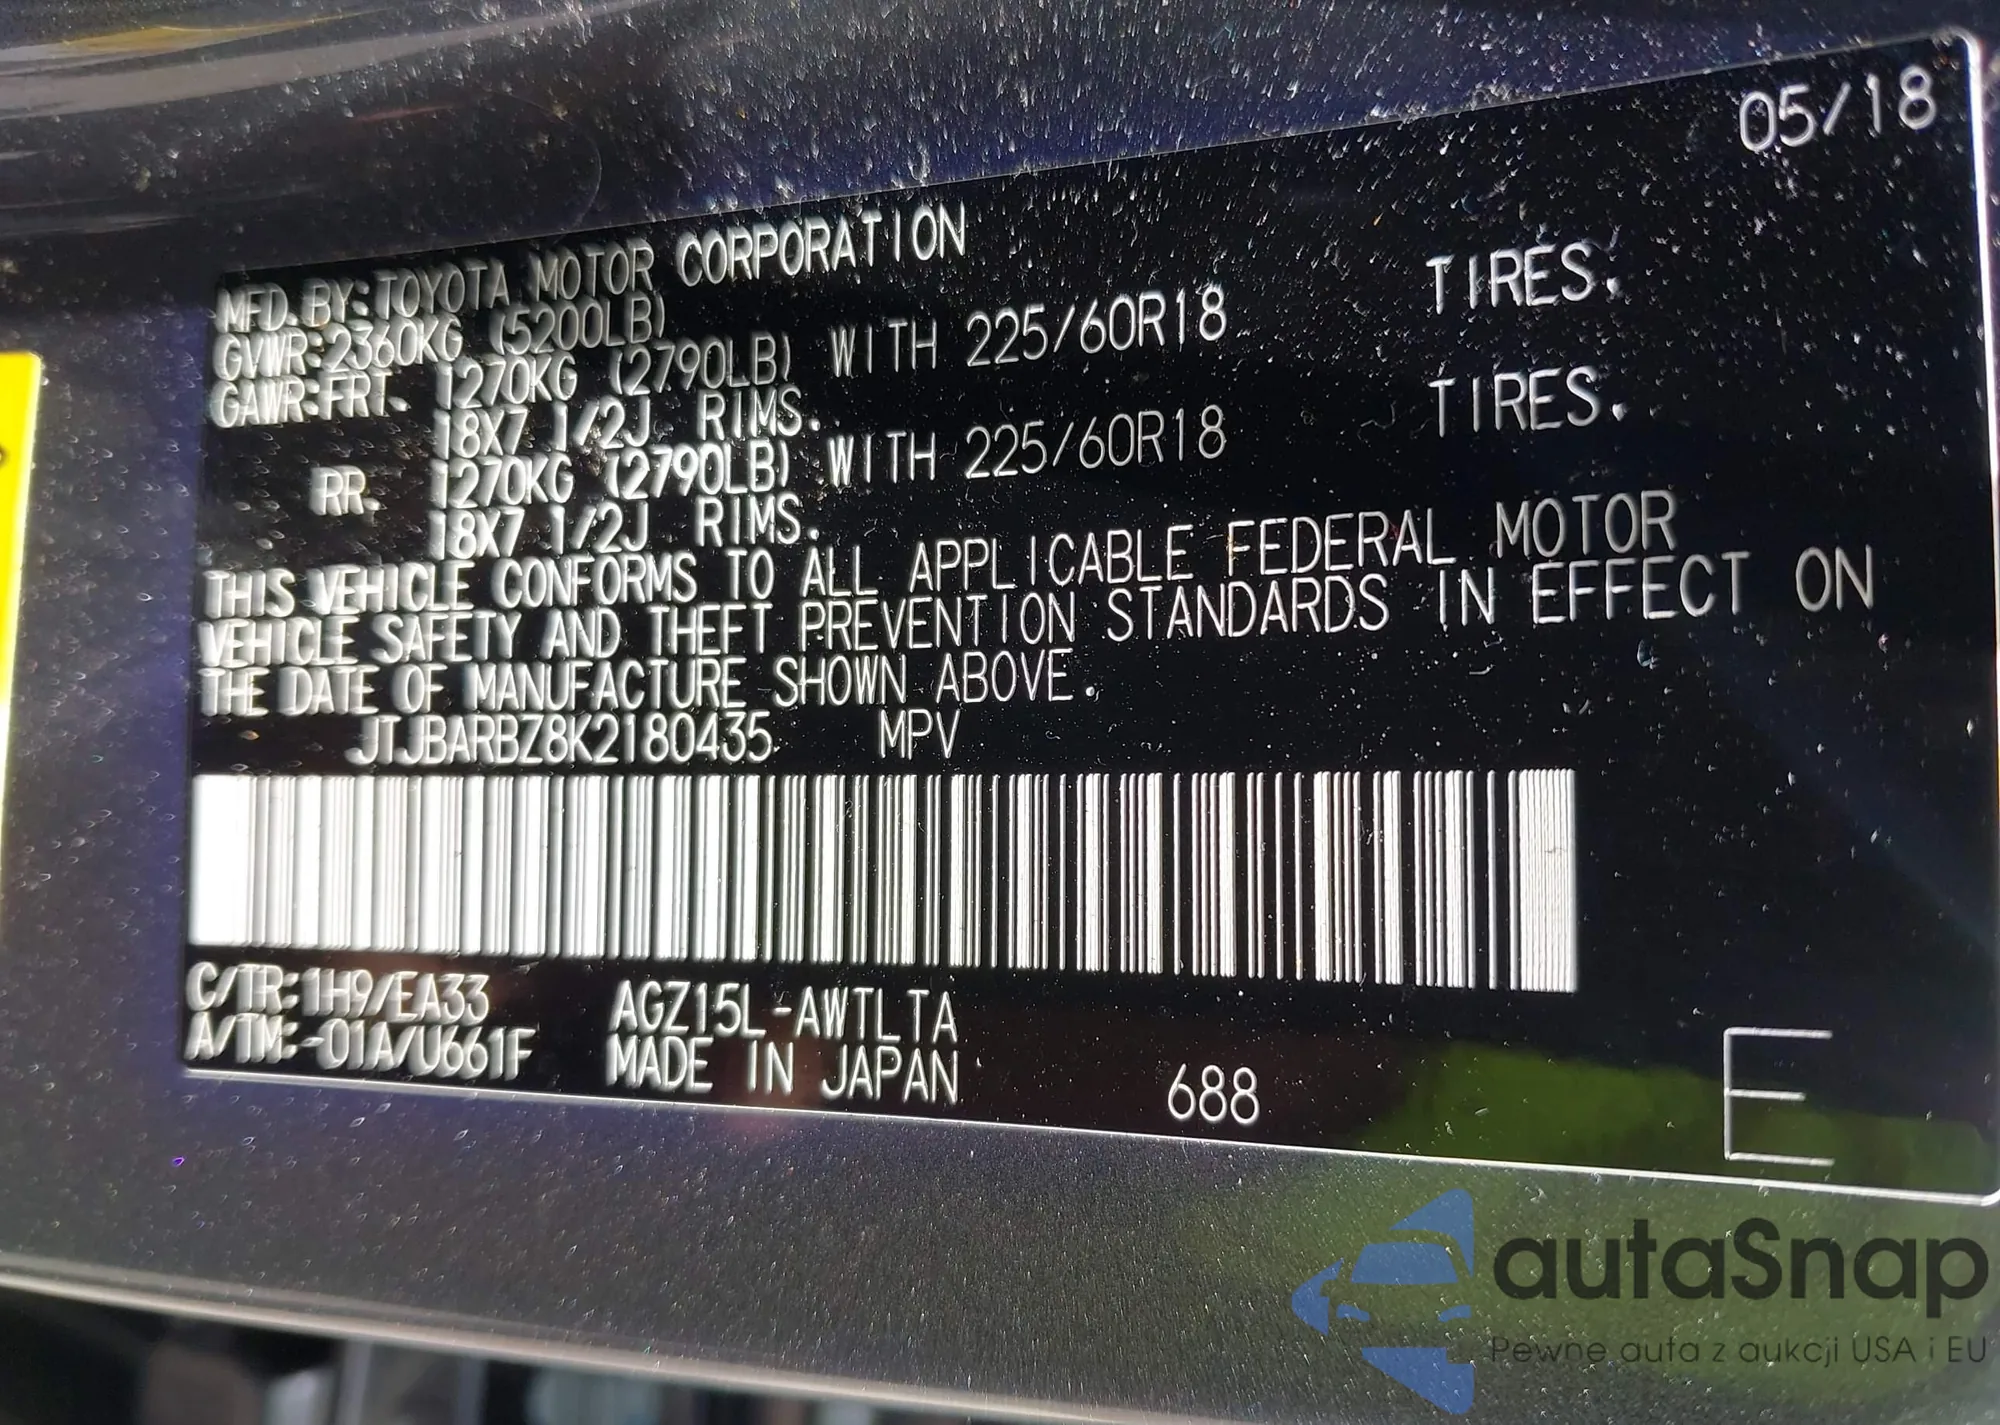 05/18
MFD. BY:TOYOTA MOTOR CORPORATION
GVWR:2360KG (5200LB)
GAWR:FRT. 1270KG (2790LB) WITH 225/60R18 TIRES.
18X7 1/2J RIMS.
RR. 1270KG (2790LB) WITH 225/60R18 TIRES.
18X7 1/2J RIMS.
THIS VEHICLE CONFORMS TO ALL APPLICABLE FEDERAL MOTOR
VEHICLE SAFETY AND THEFT PREVENTION STANDARDS IN EFFECT ON
THE DATE OF MANUFACTURE SHOWN ABOVE.
JTJBARBZ8K2180435 MPV
C/TR:1H9/EA33 AGZ15L-AWTLTA
A/TM:-01A/U661F MADE IN JAPAN 688 E
autaSnap
Pewne auta z aukcji USA i EU